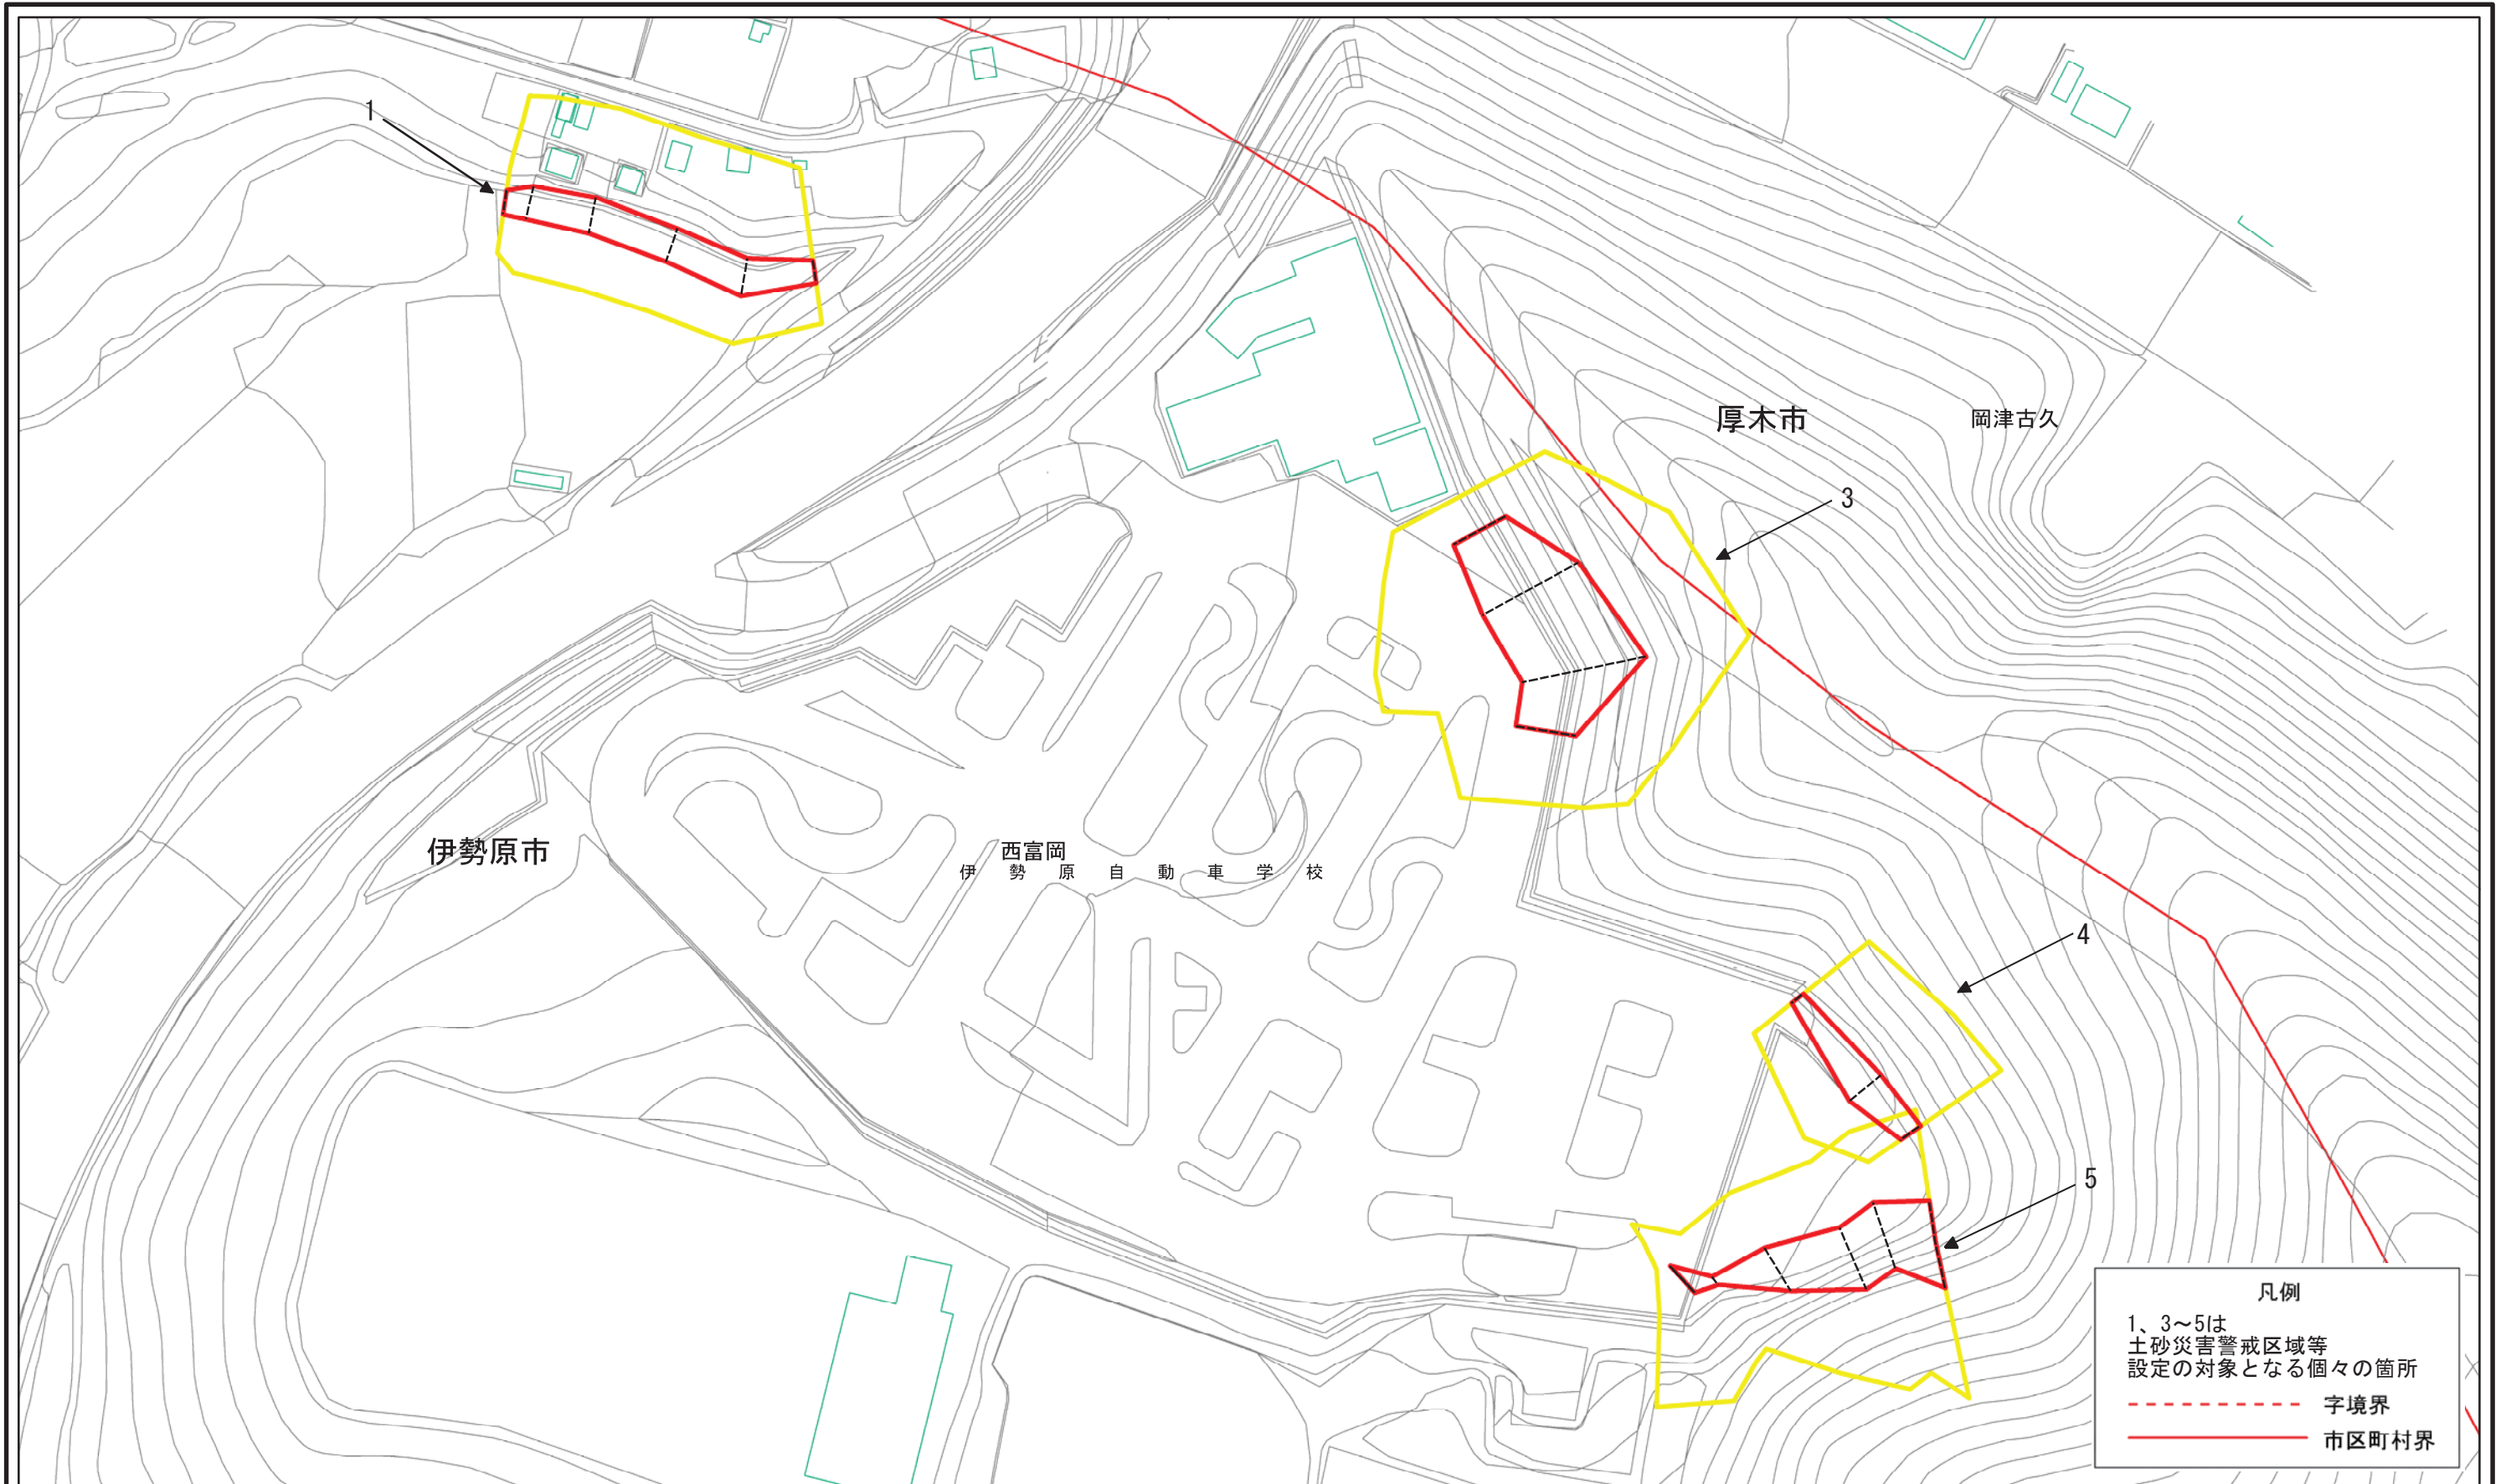 1
厚木市
岡津古久
3
伊勢原市
西富岡
伊勢原自動車学校
4
5
凡例
1、3～5は
土砂災害警戒区域等
設定の対象となる個々の箇所
字境界
市区町村界